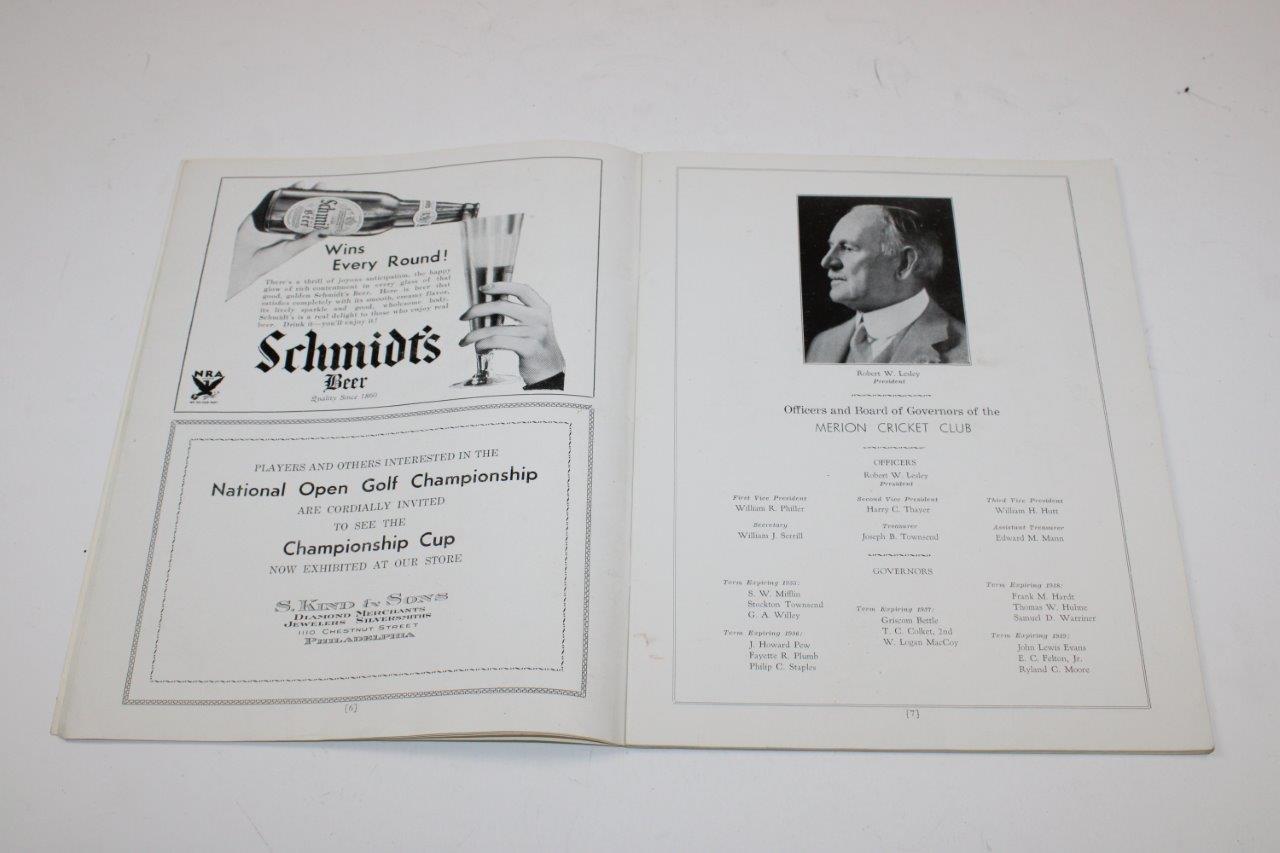 Schmidt's
Beer
Wins
Every Round!
There's a thrill of joyous anticipation, the happy
glow of rich contentment in every glass of that
good, golden Schmidt's Beer. Here is beer that
satisfies completely with its smooth, creamy flavor,
its lively sparkle and good, wholesome body.
Schmidt's is a real delight to those who enjoy real
beer. Drink it—you'll enjoy it!
Schmidt's
Beer
Quality Since 1860
NRA
PLAYERS AND OTHERS INTERESTED IN THE
National Open Golf Championship
ARE CORDIALLY INVITED
TO SEE THE
Championship Cup
NOW EXHIBITED AT OUR STORE
S. KIND & SONS
DIAMOND MERCHANTS
JEWELERS SILVERSMITHS
1110 CHESTNUT STREET
PHILADELPHIA
[6]
Robert W. Lesley
President
Officers and Board of Governors of the
MERION CRICKET CLUB
OFFICERS
Robert W. Lesley
President
First Vice President
William R. Philler
Second Vice President
Harry C. Thayer
Third Vice President
William H. Hutt
Secretary
William J. Serrill
Treasurer
Joseph B. Townsend
Assistant Treasurer
Edward M. Mann
GOVERNORS
Term Expiring 1935:
S. W. Mifflin
Stockton Townsend
G. A. Willey
Term Expiring 1936:
J. Howard Pew
Fayette R. Plumb
Philip C. Staples
Term Expiring 1937:
Griscom Bettle
T. C. Colket, 2nd
W. Logan MacCoy
Term Expiring 1938:
Frank M. Hardt
Thomas W. Hulme
Samuel D. Warriner
Term Expiring 1939:
John Lewis Evans
E. C. Felton, Jr.
Ryland C. Moore
[7]